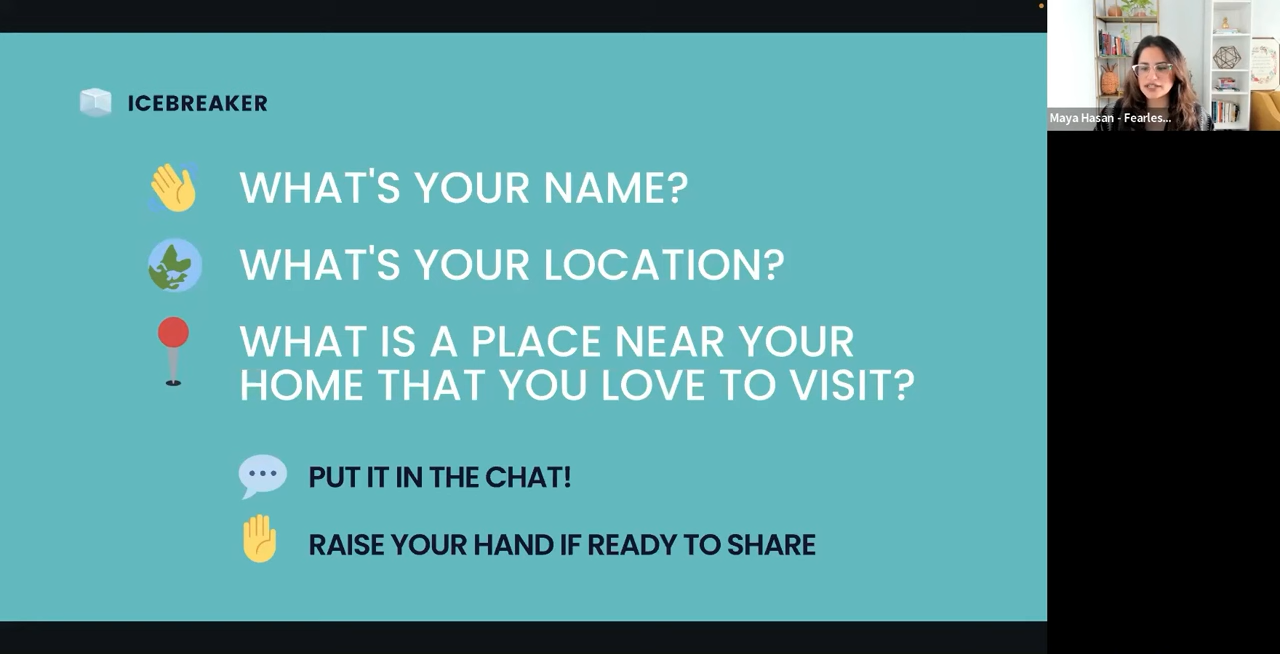 ICEBREAKER
WHAT'S YOUR NAME?
WHAT'S YOUR LOCATION?
WHAT IS A PLACE NEAR YOUR
HOME THAT YOU LOVE TO VISIT?
PUT IT IN THE CHAT!
RAISE YOUR HAND IF READY TO SHARE
Maya Hasan - Fearles...